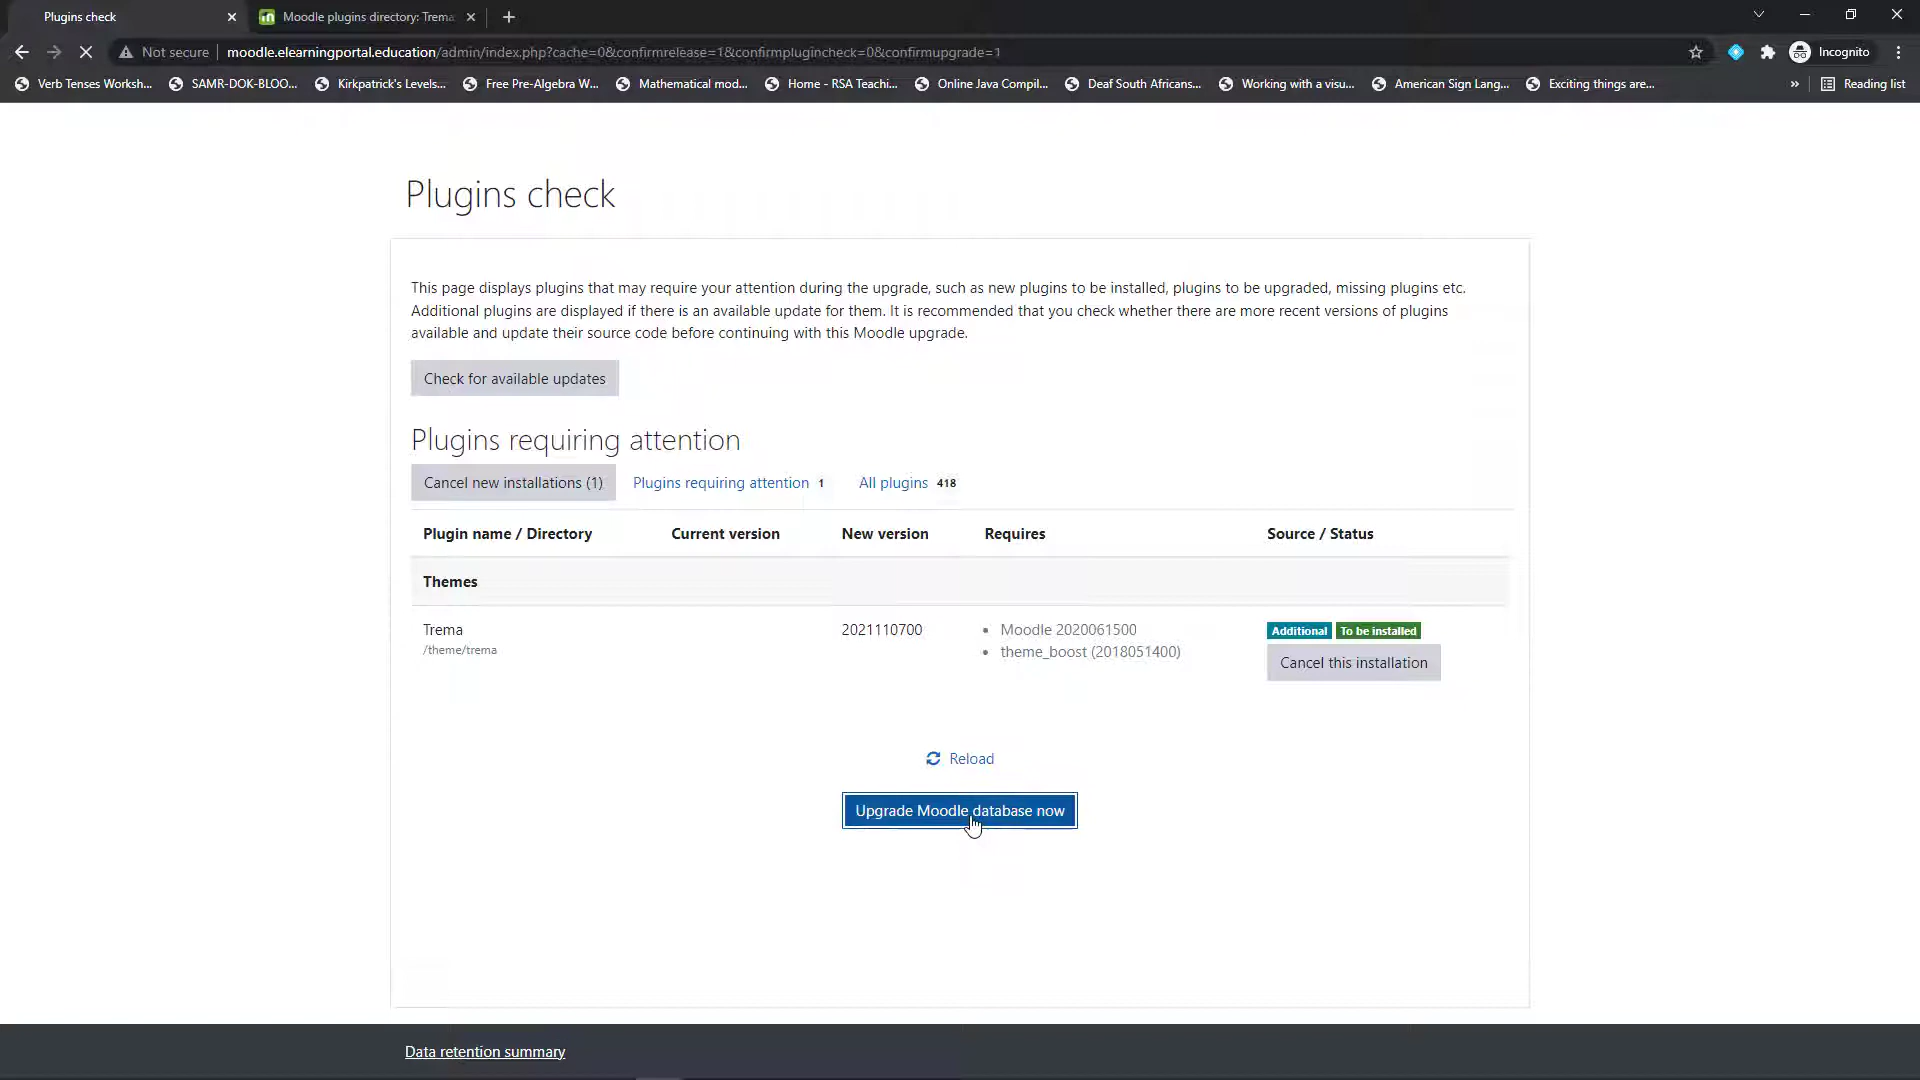 Plugins check
Moodle plugins directory: Trema
Not secure
moodle.elearningportal.education/admin/index.php?cache=0&confirmrelease=1&confirmplugincheck=0&confirmupgrade=1
Incognito
Verb Tenses Worksh...
SAMR-DOK-BLOO...
Kirkpatrick's Levels...
Free Pre-Algebra W...
Mathematical mod...
Home - RSA Teachi...
Online Java Compil...
Deaf South Africans...
Working with a visu...
American Sign Lang...
Exciting things are...
»
Reading list
Plugins check
This page displays plugins that may require your attention during the upgrade, such as new plugins to be installed, plugins to be upgraded, missing plugins etc.
Additional plugins are displayed if there is an available update for them. It is recommended that you check whether there are more recent versions of plugins
available and update their source code before continuing with this Moodle upgrade.
Check for available updates
Plugins requiring attention
Cancel new installations (1)
Plugins requiring attention 1
All plugins 418
Plugin name / Directory
Current version
New version
Requires
Source / Status
Themes
Trema
/theme/trema
2021110700
• Moodle 2020061500
• theme_boost (2018051400)
Additional
To be installed
Cancel this installation
Reload
Upgrade Moodle database now
Data retention summary